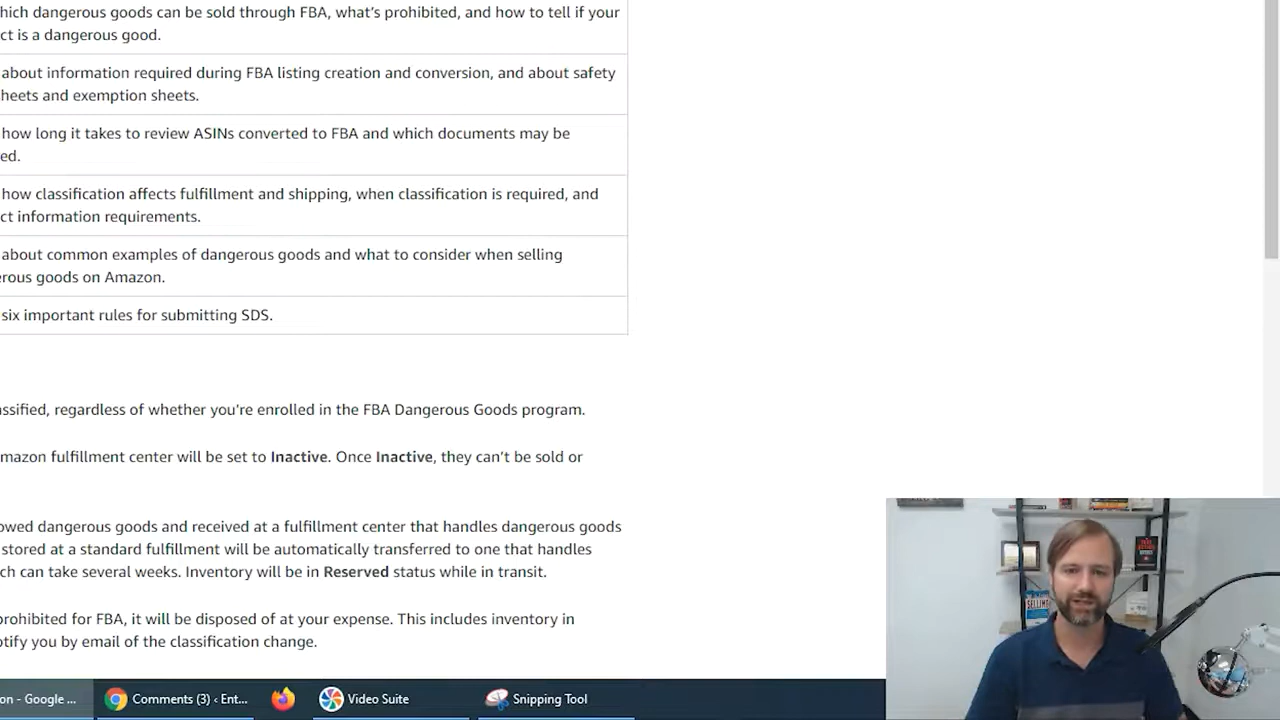 hich dangerous goods can be sold through FBA, what's prohibited, and how to tell if your
ct is a dangerous good.
about information required during FBA listing creation and conversion, and about safety
heets and exemption sheets.
how long it takes to review ASINs converted to FBA and which documents may be
ed.
how classification affects fulfillment and shipping, when classification is required, and
ct information requirements.
about common examples of dangerous goods and what to consider when selling
erous goods on Amazon.
six important rules for submitting SDS.
assified, regardless of whether you're enrolled in the FBA Dangerous Goods program.
mazon fulfillment center will be set to Inactive. Once Inactive, they can't be sold or
owed dangerous goods and received at a fulfillment center that handles dangerous goods
stored at a standard fulfillment will be automatically transferred to one that handles
ch can take several weeks. Inventory will be in Reserved status while in transit.
prohibited for FBA, it will be disposed of at your expense. This includes inventory in
otify you by email of the classification change.
SELLING
on - Google ...
Comments (3) ‹ Ent...
Video Suite
Snipping Tool